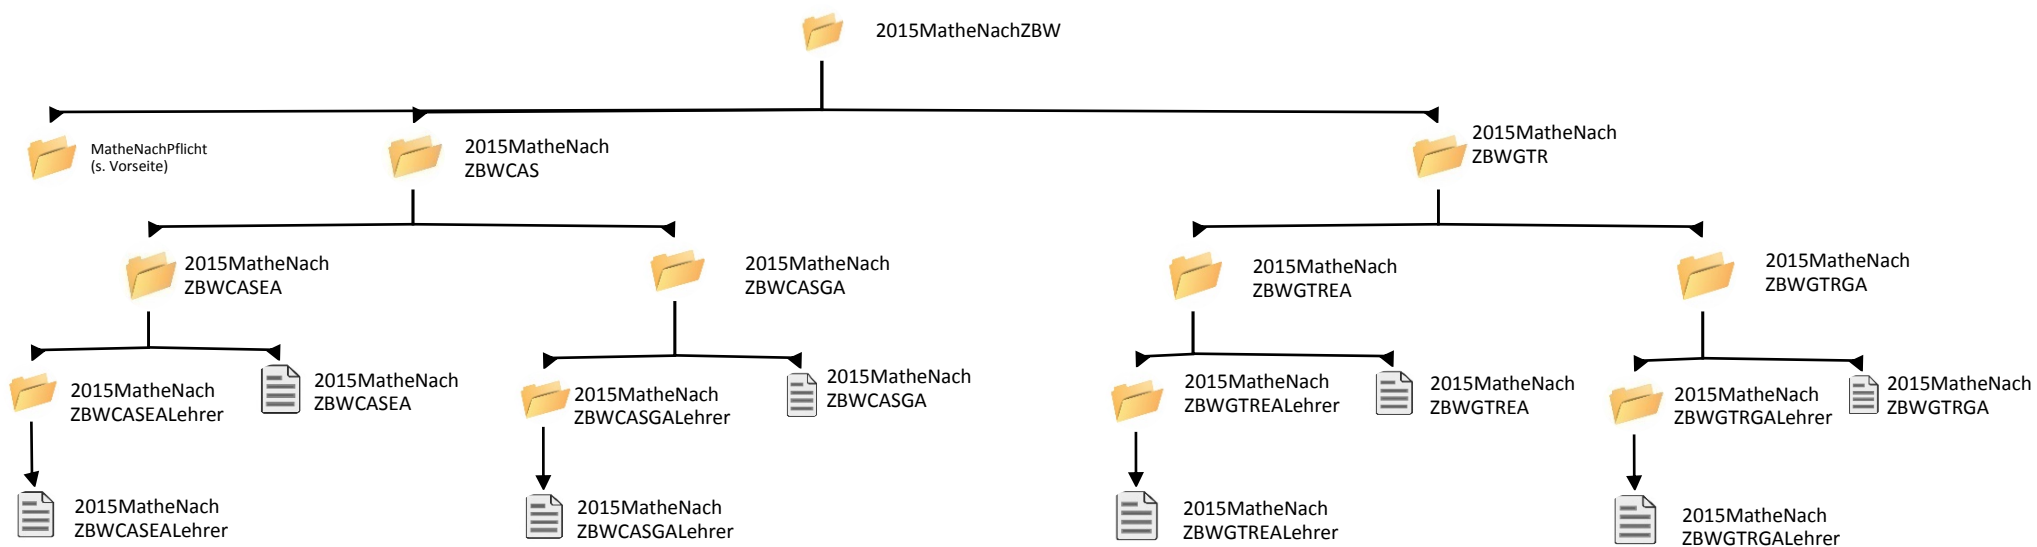 2015MatheNachZBW
MatheNachPflicht
(s. Vorseite)
2015MatheNach
ZBWCAS
2015MatheNach
ZBWGTR
2015MatheNach
ZBWCASEA
2015MatheNach
ZBWCASGA
2015MatheNach
ZBWGTREA
2015MatheNach
ZBWGTRGA
2015MatheNach
ZBWCASEALehrer
2015MatheNach
ZBWCASEA
2015MatheNach
ZBWCASGALehrer
2015MatheNach
ZBWCASGA
2015MatheNach
ZBWGTREALehrer
2015MatheNach
ZBWGTREA
2015MatheNach
ZBWGTRGALehrer
2015MatheNach
ZBWGTRGA
2015MatheNach
ZBWCASEALehrer
2015MatheNach
ZBWCASGALehrer
2015MatheNach
ZBWGTREALehrer
2015MatheNach
ZBWGTRGALehrer